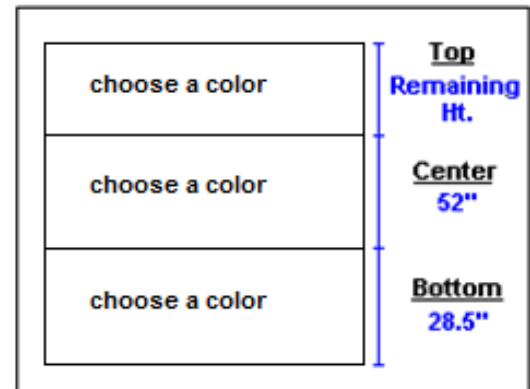 choose a color
Top
Remaining
Ht.
choose a color
Center
52"
choose a color
Bottom
28.5"